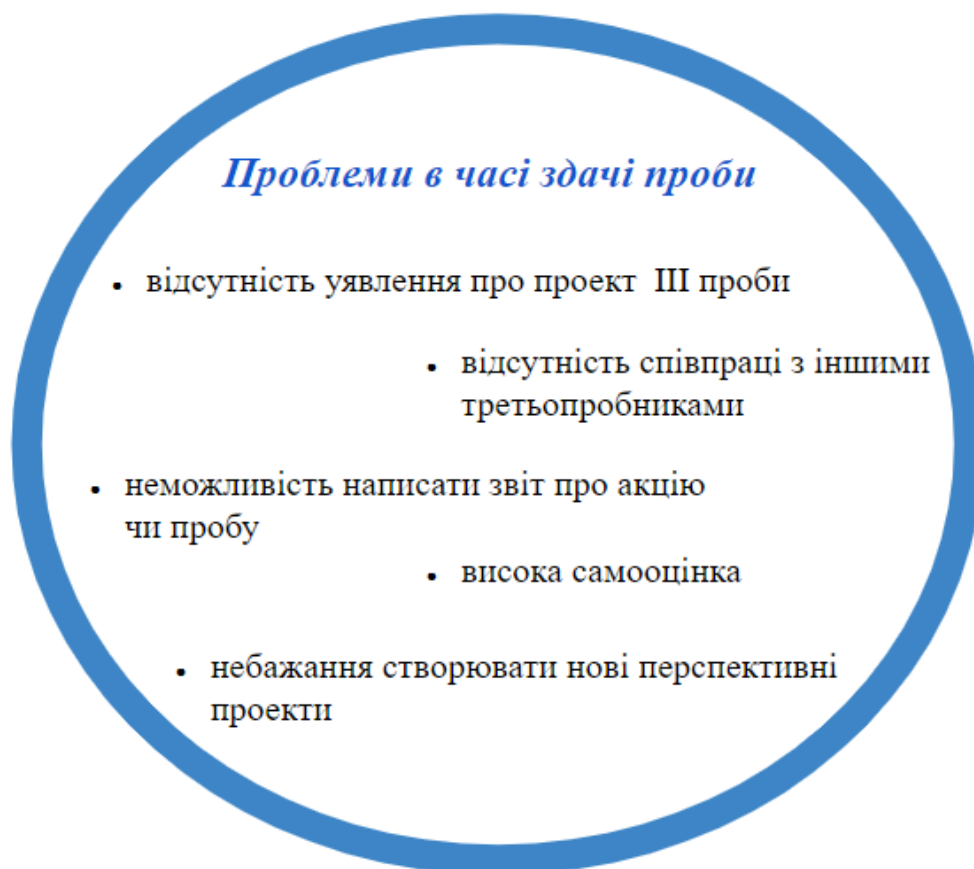 Проблеми в часі здачі проби
• відсутність уявлення про проект ІІІ проби
• відсутність співпраці з іншими
третьопробниками
• неможливість написати звіт про акцію
чи пробу
• висока самооцінка
• небажання створювати нові перспективні
проекти